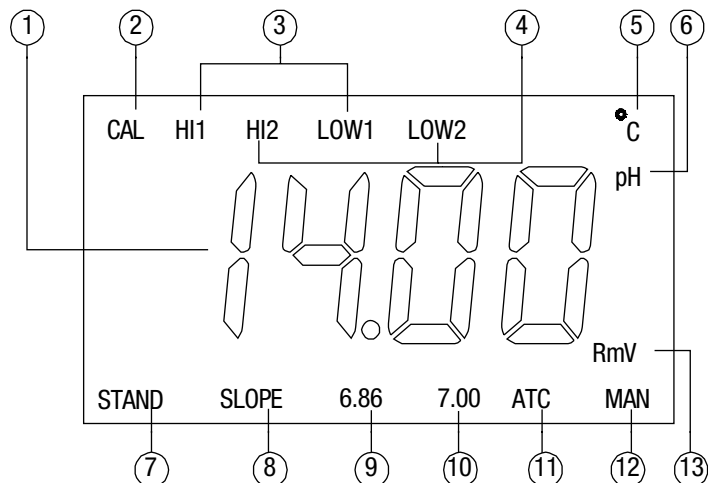 1 2 3 4 5 6
CAL HI1 HI2 LOW1 LOW2 °C
pH
14.00
RmV
STAND SLOPE 6.86 7.00 ATC MAN
7 8 9 10 11 12 13